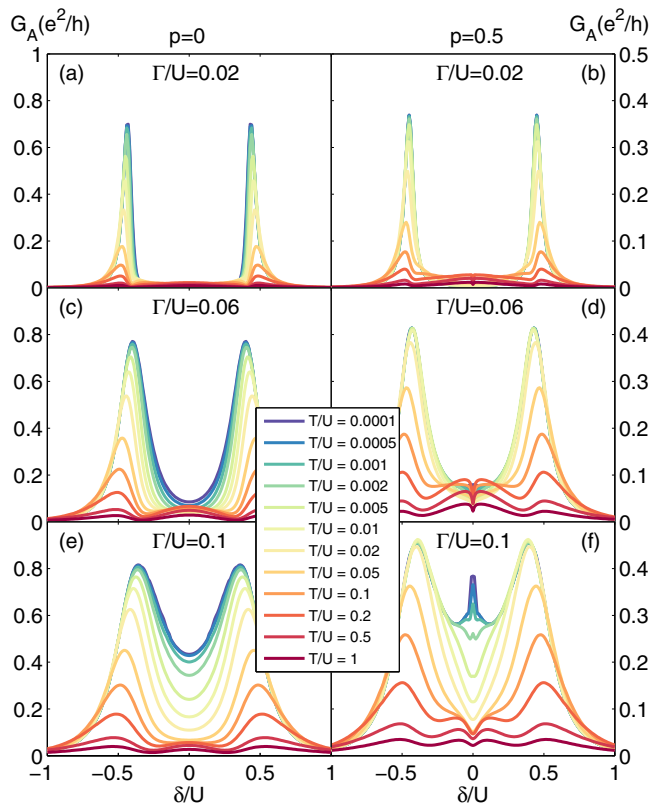 G_A(e²/h) p=0 p=0.5 G_A(e²/h)
1 0.5
(a) Γ/U=0.02 Γ/U=0.02 (b)
0.8 0.4
0.6 0.3
0.4 0.2
0.2 0.1
0 0
(c) Γ/U=0.06 Γ/U=0.06 (d)
0.8 0.4
0.6 0.3
T/U = 0.0001
T/U = 0.0005
0.4 0.2
T/U = 0.001
T/U = 0.002
0.2 0.1
T/U = 0.005
T/U = 0.01
0 0
(e) Γ/U=0.1 Γ/U=0.1 (f)
T/U = 0.02
0.8 0.4
T/U = 0.05
T/U = 0.1
0.6 0.3
T/U = 0.2
T/U = 0.5
0.4 0.2
T/U = 1
0.2 0.1
0 0
−1 −0.5 0 0.5 1 −0.5 0 0.5 1
δ/U δ/U